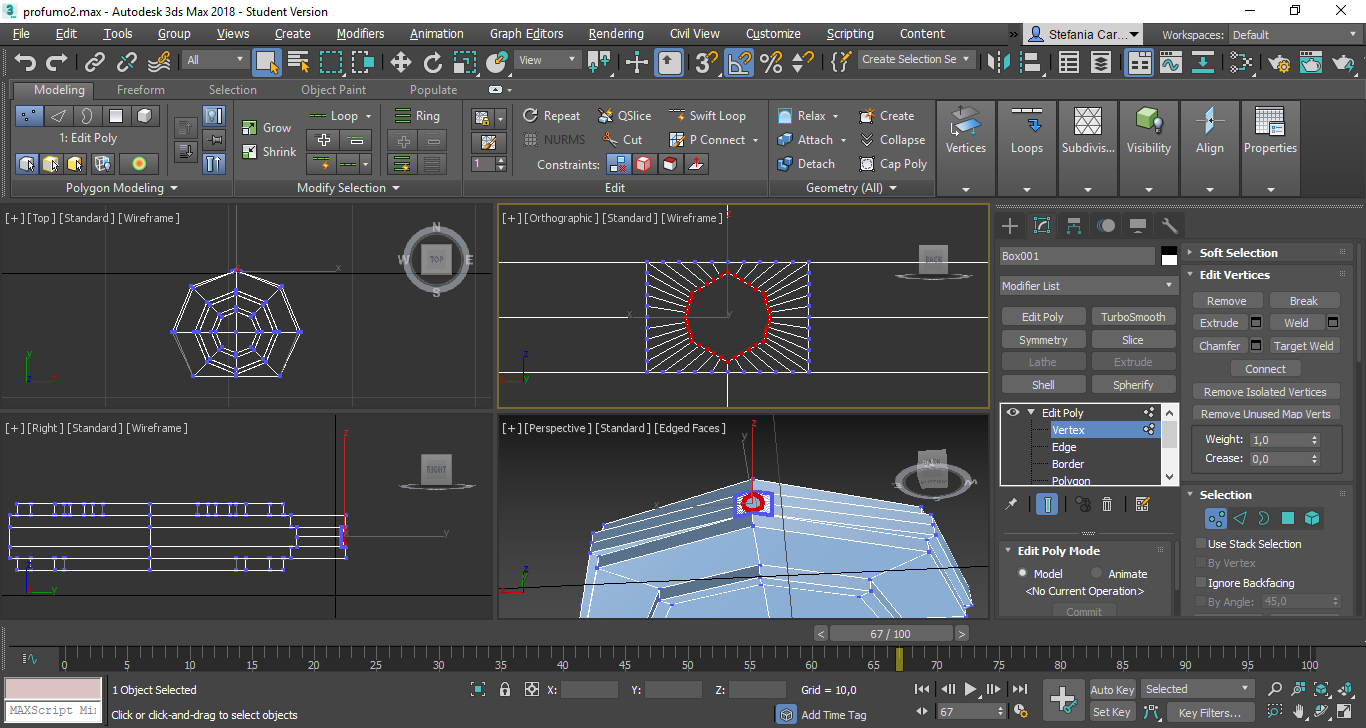 profumo2.max - Autodesk 3ds Max 2018 - Student Version
File Edit Tools Group Views Create Modifiers Animation Graph Editors Rendering Civil View Customize Scripting Content » Stefania Car... Workspaces: Default
All View Create Selection Se
Modeling Freeform Selection Object Paint Populate
1: Edit Poly
Polygon Modeling
Grow
Shrink
Loop
Ring
Modify Selection
1
Repeat QSlice Swift Loop
NURMS Cut P Connect
Constraints:
Edit
Relax Create
Attach Collapse
Detach Cap Poly
Geometry (All)
Vertices Loops Subdivis... Visibility Align Properties
[+] [Top] [Standard] [Wireframe]
N
W TOP E
S
x
y
z
x
[+] [Orthographic] [Standard] [Wireframe]
z
BACK
x
y
z
y
[+] [Right] [Standard] [Wireframe]
z
RIGHT
y
z
y
[+] [Perspective] [Standard] [Edged Faces]
z
y
BACK
x
z
Box001
Modifier List
Edit Poly TurboSmooth
Symmetry Slice
Lathe Extrude
Shell Spherify
Edit Poly
Vertex
Edge
Border
Polygon
Edit Poly Mode
Model Animate
<No Current Operation>
Commit
Soft Selection
Edit Vertices
Remove Break
Extrude Weld
Chamfer Target Weld
Connect
Remove Isolated Vertices
Remove Unused Map Verts
Weight: 1,0
Crease: 0,0
Selection
Use Stack Selection
By Vertex
Ignore Backfacing
By Angle: 45,0
< 67 / 100 >
0 5 10 15 20 25 30 35 40 45 50 55 60 65 70 75 80 85 90 95 100
1 Object Selected X: Y: Z: Grid = 10,0
MAXScript Mi
Click or click-and-drag to select objects
Add Time Tag
67
Auto Key Selected
Set Key Key Filters...